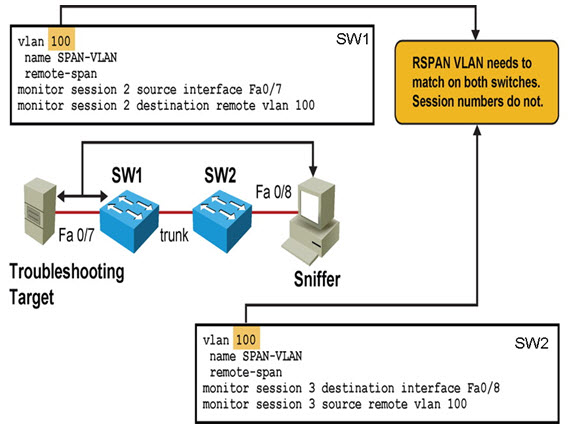 SW1
vlan 100
name SPAN-VLAN
remote-span
monitor session 2 source interface Fa0/7
monitor session 2 destination remote vlan 100
RSPAN VLAN needs to
match on both switches.
Session numbers do not.
SW1
SW2
Fa 0/8
Fa 0/7
trunk
Troubleshooting
Target
Sniffer
SW2
vlan 100
name SPAN-VLAN
remote-span
monitor session 3 destination interface Fa0/8
monitor session 3 source remote vlan 100